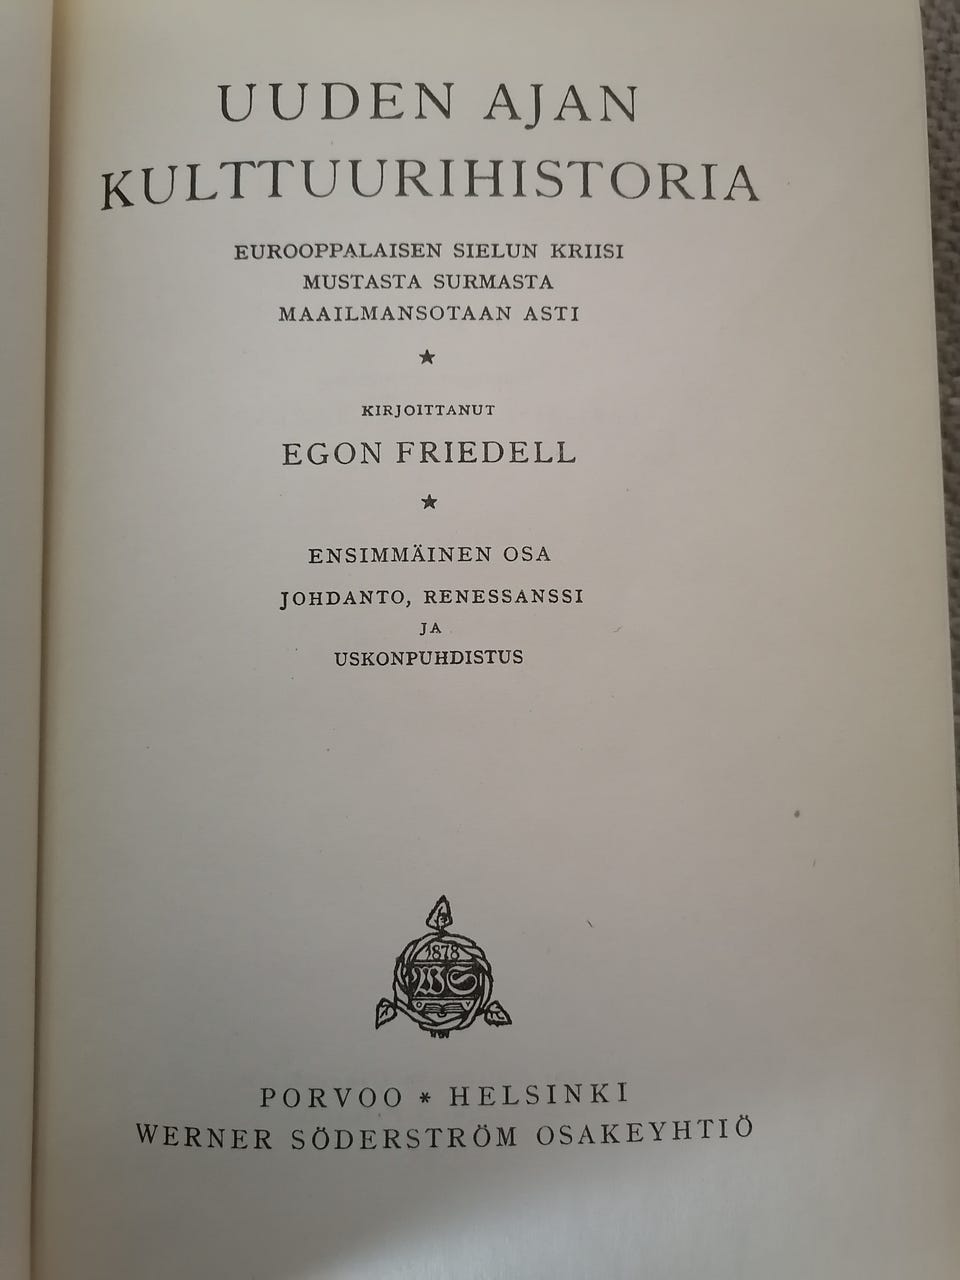 UUDEN AJAN
KULTTUURIHISTORIA
EUROOPPALAISEN SIELUN KRIISI
MUSTASTA SURMASTA
MAAILMANSOTAAN ASTI
★
KIRJOITTANUT
EGON FRIEDELL
★
ENSIMMÄINEN OSA
JOHDANTO, RENESSANSSI
JA
USKONPUHDISTUS
1878
WS
PORVOO * HELSINKI
WERNER SÖDERSTRÖM OSAKEYHTIÖ